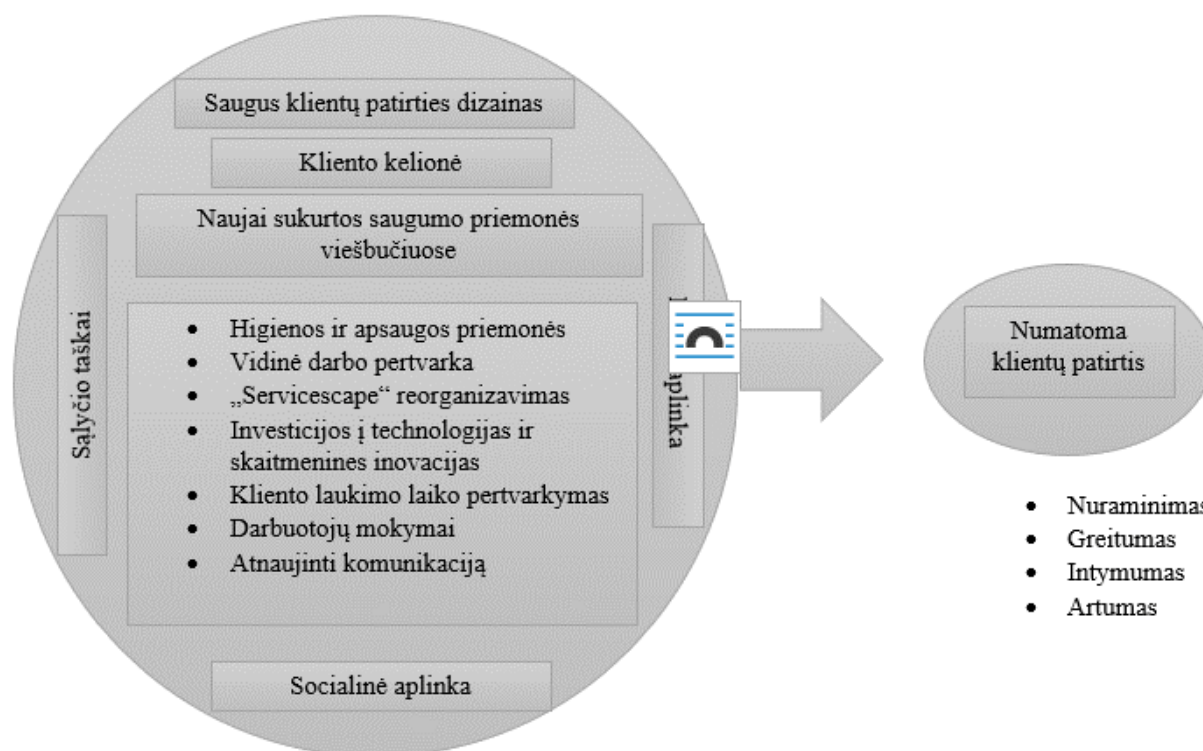 Saugus klientų patirties dizainas
Kliento kelionė
Naujai sukurtos saugumo priemonės
viešbučiuose
Sąlyčio taškai
• Higienos ir apsaugos priemonės
• Vidinė darbo pertvarka
• „Servicescape“ reorganizavimas
• Investicijos į technologijas ir
skaitmenines inovacijas
• Kliento laukimo laiko pertvarkymas
• Darbuotojų mokymai
• Atnaujinti komunikaciją
aplinka
Socialinė aplinka
Numatoma
klientų patirtis
• Nuraminimas
• Greitumas
• Intymumas
• Artumas